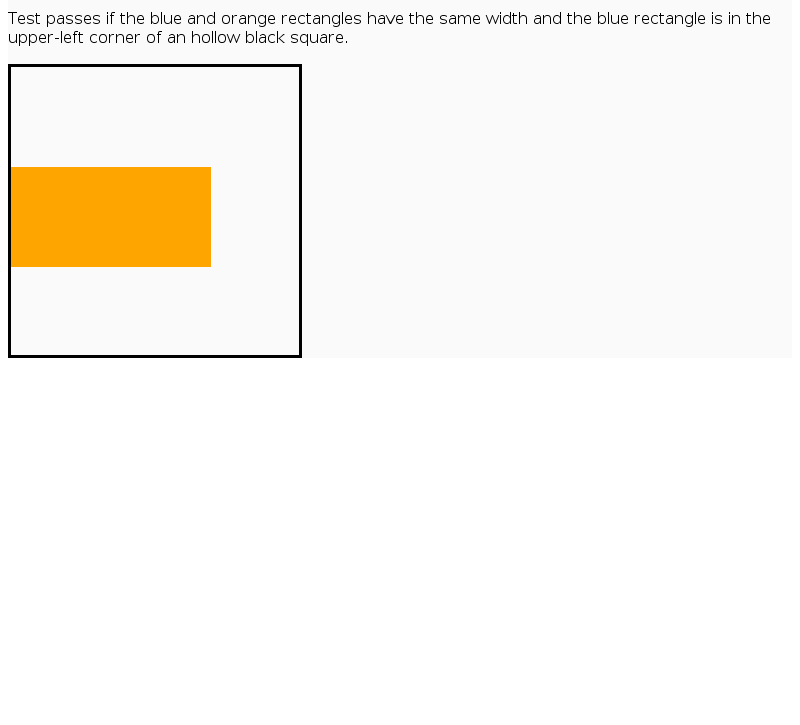 Test passes if the blue and orange rectangles have the same width and the blue rectangle is in the
upper-left corner of an hollow black square.